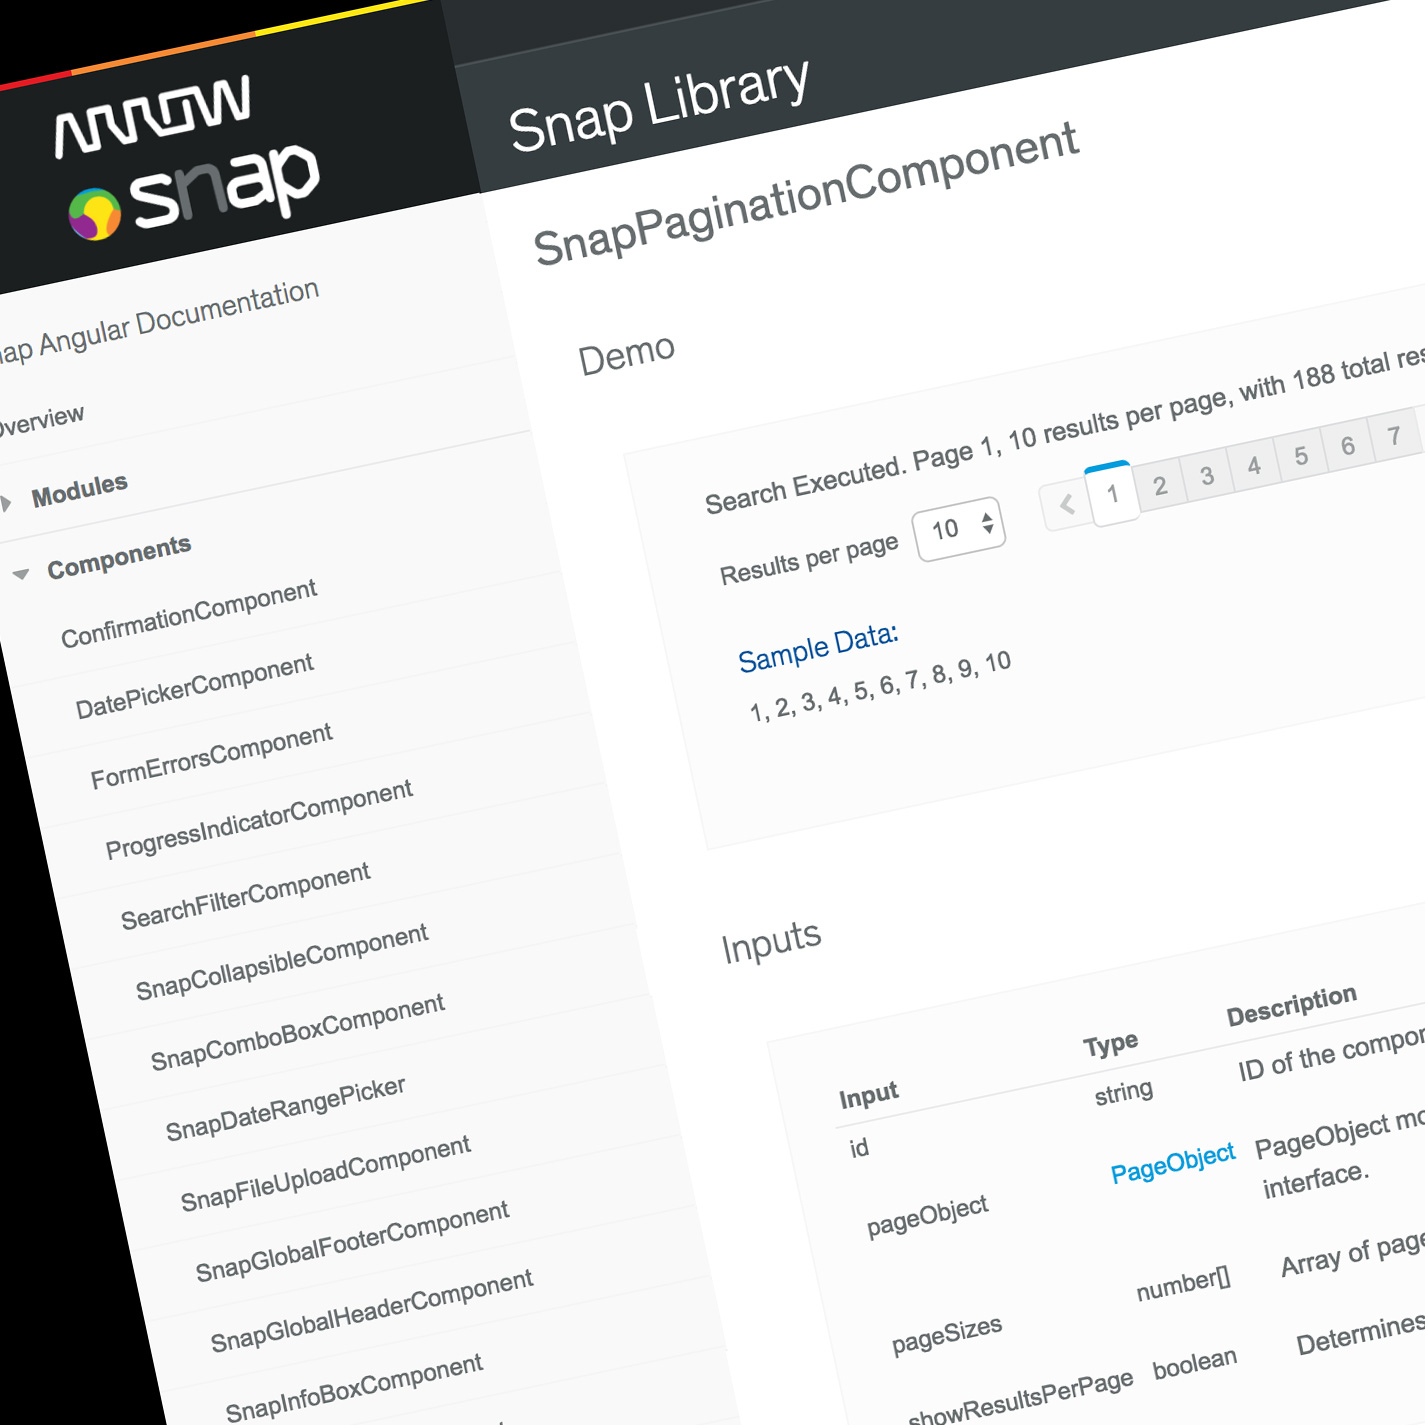 ARROW
snap
Snap Library
Angular Documentation
Overview
Modules
Components
ConfirmationComponent
DatePickerComponent
FormErrorsComponent
ProgressIndicatorComponent
SearchFilterComponent
SnapCollapsibleComponent
SnapComboBoxComponent
SnapDateRangePicker
SnapFileUploadComponent
SnapGlobalFooterComponent
SnapGlobalHeaderComponent
SnapInfoBoxComponent
SnapPaginationComponent
Demo
Search Executed. Page 1, 10 results per page, with 188 total res
Results per page 10 < 1 2 3 4 5 6 7
Sample Data:
1, 2, 3, 4, 5, 6, 7, 8, 9, 10
Inputs
Input Type Description
id string ID of the compon
pageObject PageObject PageObject mo
interface.
pageSizes number[] Array of page
showResultsPerPage boolean Determines